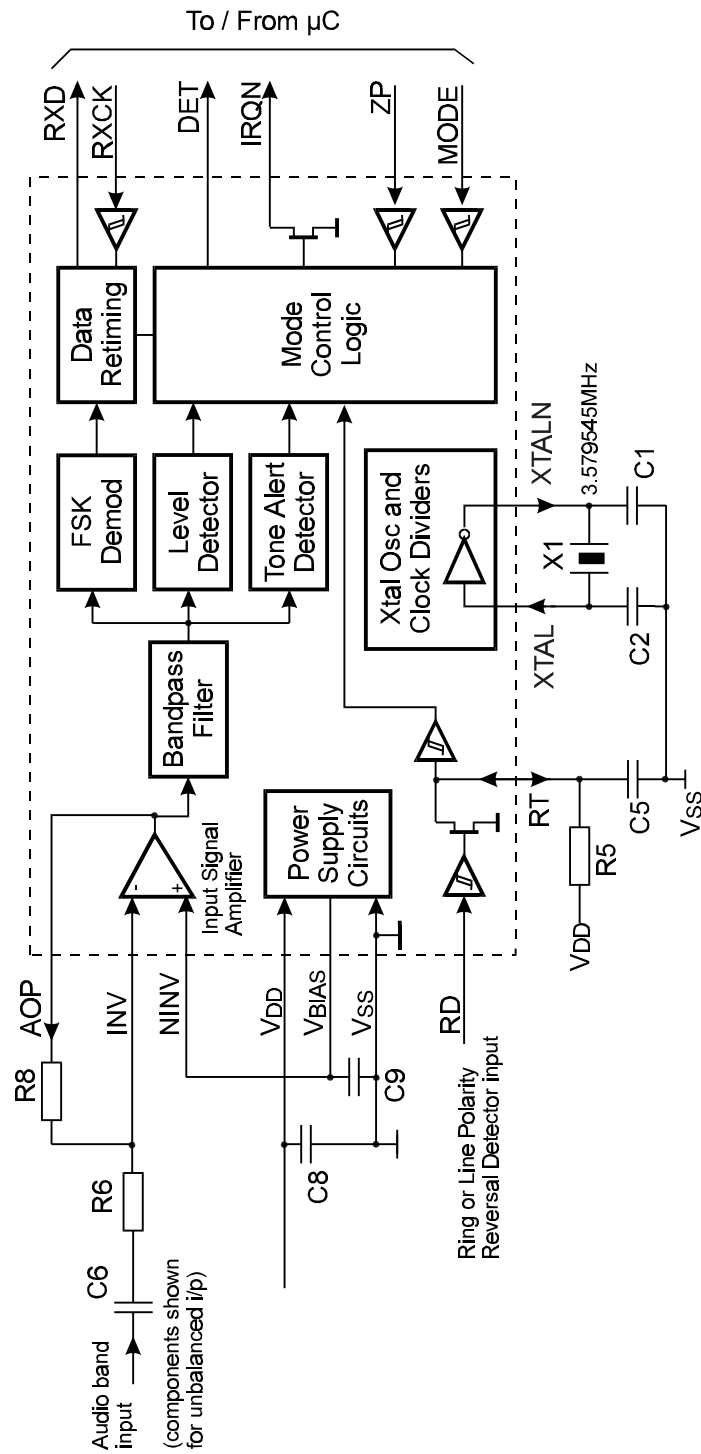 To / From µC
RXD
RXCK
DET
IRQN
ZP
MODE
Data
Retiming
Mode
Control
Logic
FSK
Demod
Level
Detector
Tone Alert
Detector
Xtal Osc and
Clock Dividers
XTALN
XTAL
3.579545MHz
X1
C1
C2
Bandpass
Filter
-
+
Input Signal
Amplifier
Power
Supply
Circuits
RT
R5
C5
VDD
VSS
AOP
INV
NINV
VDD
VBIAS
VSS
RD
R8
R6
C6
C8
C9
Audio band
input
(components shown
for unbalanced i/p)
Ring or Line Polarity
Reversal Detector input